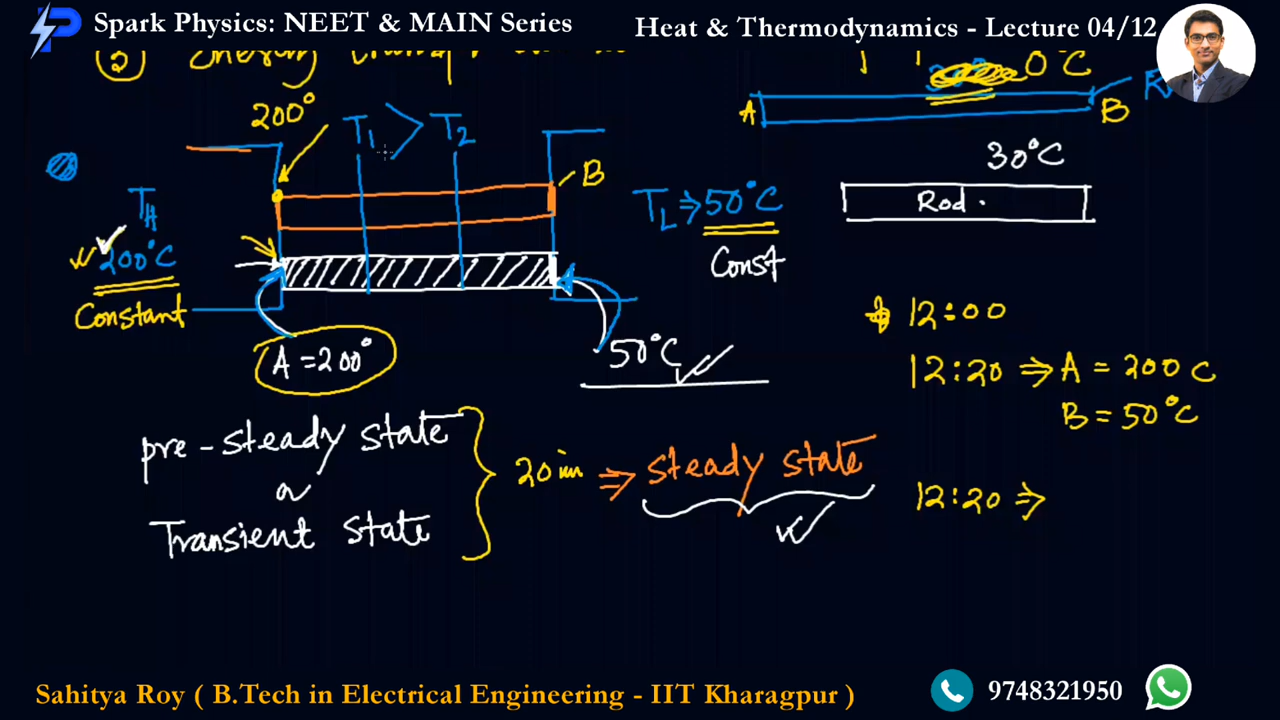 Spark Physics: NEET & MAIN Series
Heat & Thermodynamics - Lecture 04/12
② Energy
0°C
A
B
200°
T1 > T2
B
30°C
Rod
TH
200°C
Constant
TL ⇒ 50°C
Const
A = 200°
50°C
12:00
12:20 ⇒ A = 200 C
B = 50°C
pre-steady state
Transient state
20 min ⇒ steady state
12:20 ⇒
Sahitya Roy ( B.Tech in Electrical Engineering - IIT Kharagpur )
9748321950